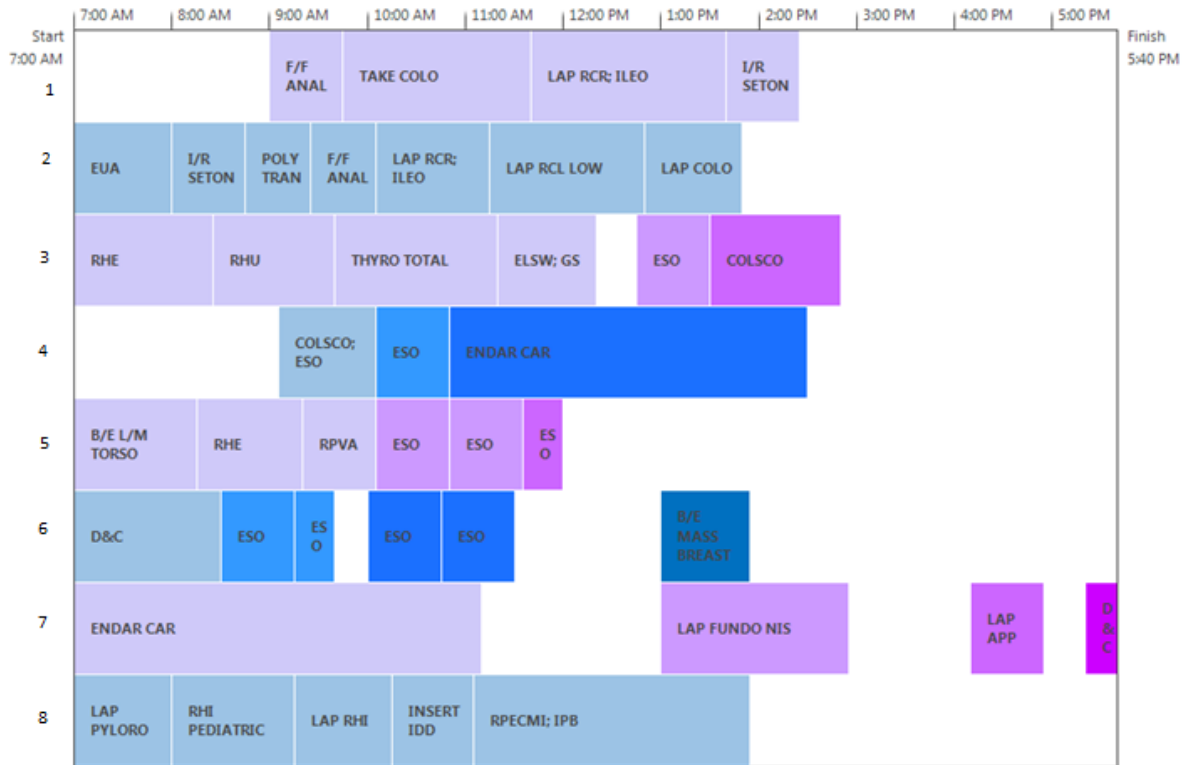 7:00 AM 8:00 AM 9:00 AM 10:00 AM 11:00 AM 12:00 PM 1:00 PM 2:00 PM 3:00 PM 4:00 PM 5:00 PM
Start
7:00 AM
Finish
5:40 PM
1
F/F
ANAL
TAKE COLO
LAP RCR; ILEO
I/R
SETON
2
EUA
I/R
SETON
POLY
TRAN
F/F
ANAL
LAP RCR;
ILEO
LAP RCL LOW
LAP COLO
3
RHE
RHU
THYRO TOTAL
ELSW; GS
ESO
COLSCO
4
COLSCO;
ESO
ESO
ENDAR CAR
5
B/E L/M
TORSO
RHE
RPVA
ESO
ESO
ES
O
6
D&C
ESO
ES
O
ESO
ESO
B/E
MASS
BREAST
7
ENDAR CAR
LAP FUNDO NIS
LAP
APP
D
&
C
8
LAP
PYLORO
RHI
PEDIATRIC
LAP RHI
INSERT
IDD
RPECMI; IPB